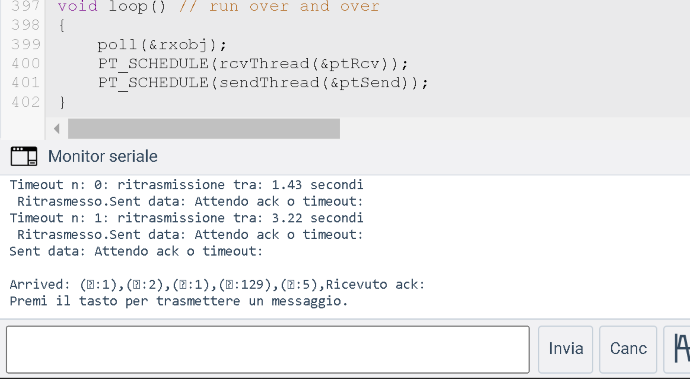 397 void loop() // run over and over
398 {
399 poll(&rxobj);
400 PT_SCHEDULE(rcvThread(&ptRcv));
401 PT_SCHEDULE(sendThread(&ptSend));
402 }
Monitor seriale
Timeout n: 0: ritrasmissione tra: 1.43 secondi
Ritrasmesso.Sent data: Attendo ack o timeout:
Timeout n: 1: ritrasmissione tra: 3.22 secondi
Ritrasmesso.Sent data: Attendo ack o timeout:
Sent data: Attendo ack o timeout:
Arrived: (⍰:1),(⍰:2),(⍰:1),(⍰:129),(⍰:5),Ricevuto ack:
Premi il tasto per trasmettere un messaggio.
Invia
Canc